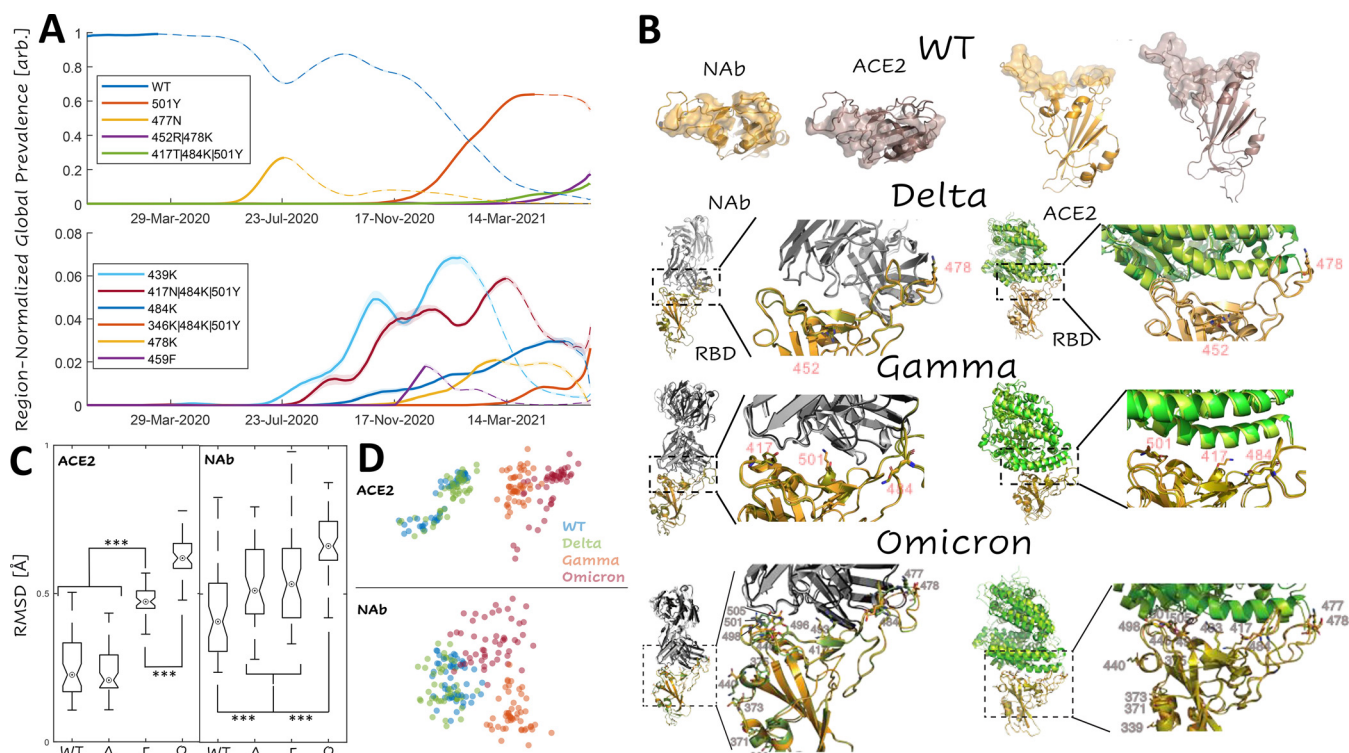 A
Region-Normalized Global Prevalence [arb.]
1
0.8
0.6
0.4
0.2
0
WT
501Y
477N
452R|478K
417T|484K|501Y
29-Mar-2020
23-Jul-2020
17-Nov-2020
14-Mar-2021
0.08
0.06
0.04
0.02
0
439K
417N|484K|501Y
484K
346K|484K|501Y
478K
459F
29-Mar-2020
23-Jul-2020
17-Nov-2020
14-Mar-2021
B
WT
NAb
ACE2
Delta
NAb
RBD
478
452
ACE2
RBD
478
452
Gamma
417
501
484
501
417
484
Omicron
477
478
484
505
501
498
496
440
373
371
477
478
498
417
484
440
373
371
339
C
RMSD [Å]
1
0.5
0
ACE2
***
***
WT
NAb
***
***
WT
D
ACE2
WT
Delta
Gamma
Omicron
NAb